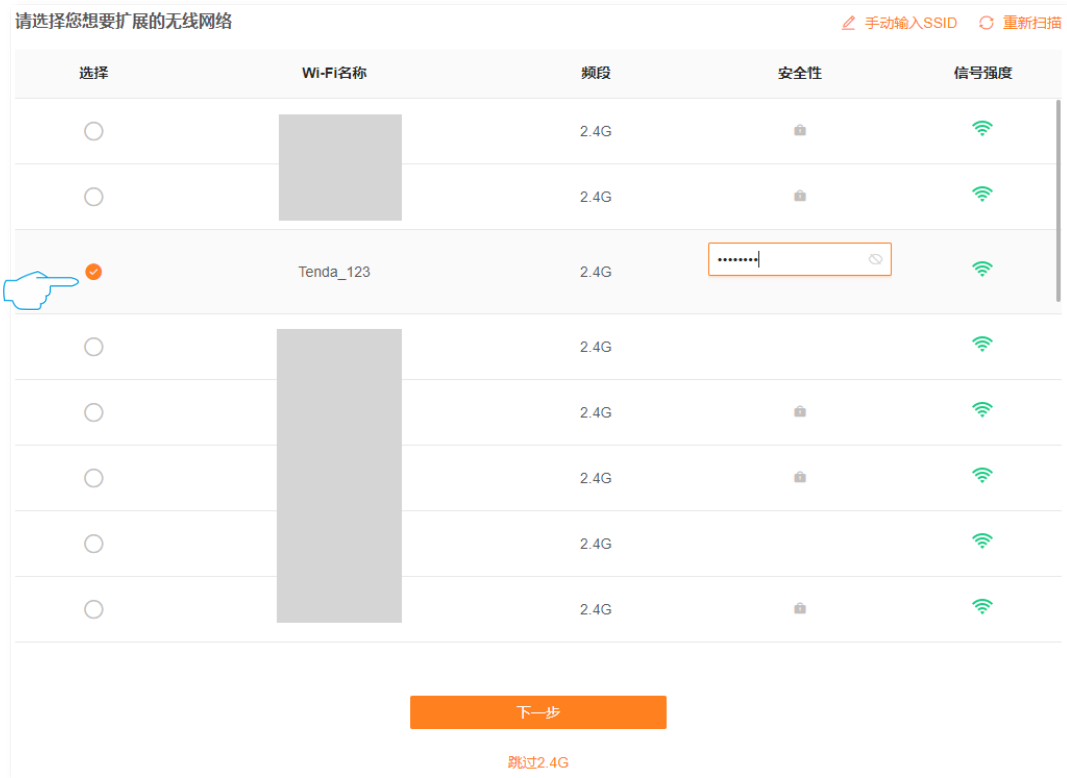 请选择您想要扩展的无线网络 手动输入SSID 重新扫描
选择 Wi-Fi名称 频段 安全性 信号强度
2.4G
2.4G
Tenda_123 2.4G ••••••••
2.4G
2.4G
2.4G
2.4G
2.4G
下一步
跳过2.4G